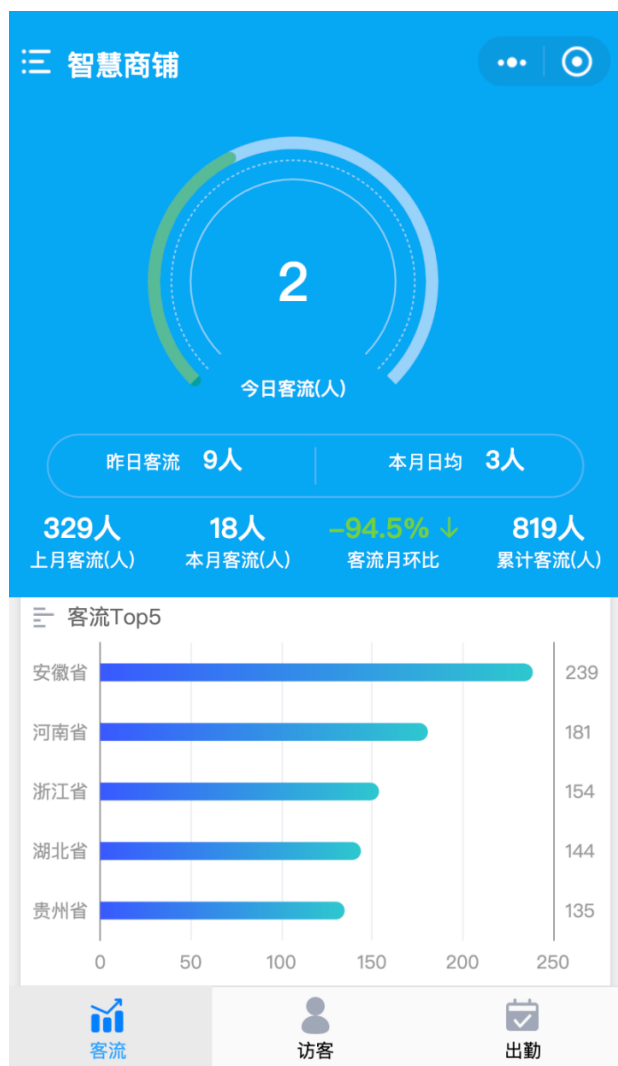 智慧商铺
2
今日客流(人)
昨日客流 9人 本月日均 3人
329人 18人 -94.5% ↓ 819人
上月客流(人) 本月客流(人) 客流月环比 累计客流(人)
客流Top5
安徽省 239
河南省 181
浙江省 154
湖北省 144
贵州省 135
0 50 100 150 200 250
客流 访客 出勤